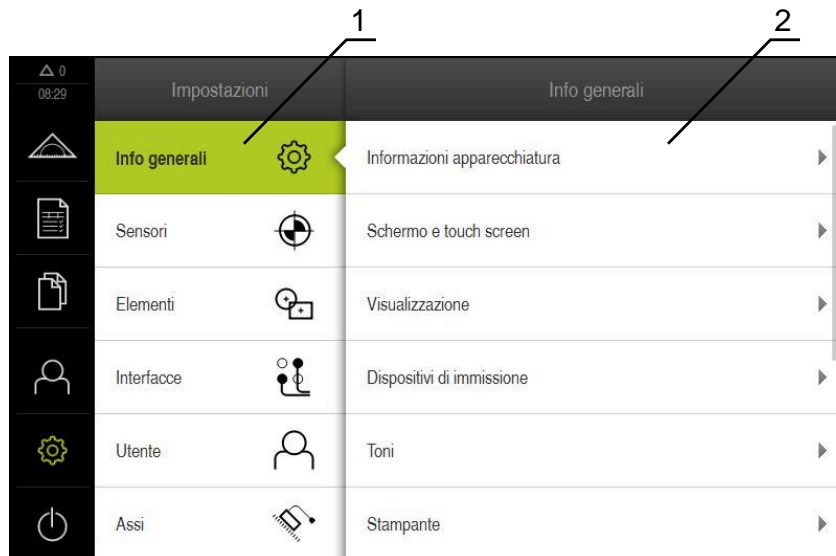 1
2
0
08:29
Impostazioni
Info generali
Info generali
Informazioni apparecchiatura
Sensori
Schermo e touch screen
Elementi
Visualizzazione
Interfacce
Dispositivi di immissione
Utente
Toni
Assi
Stampante